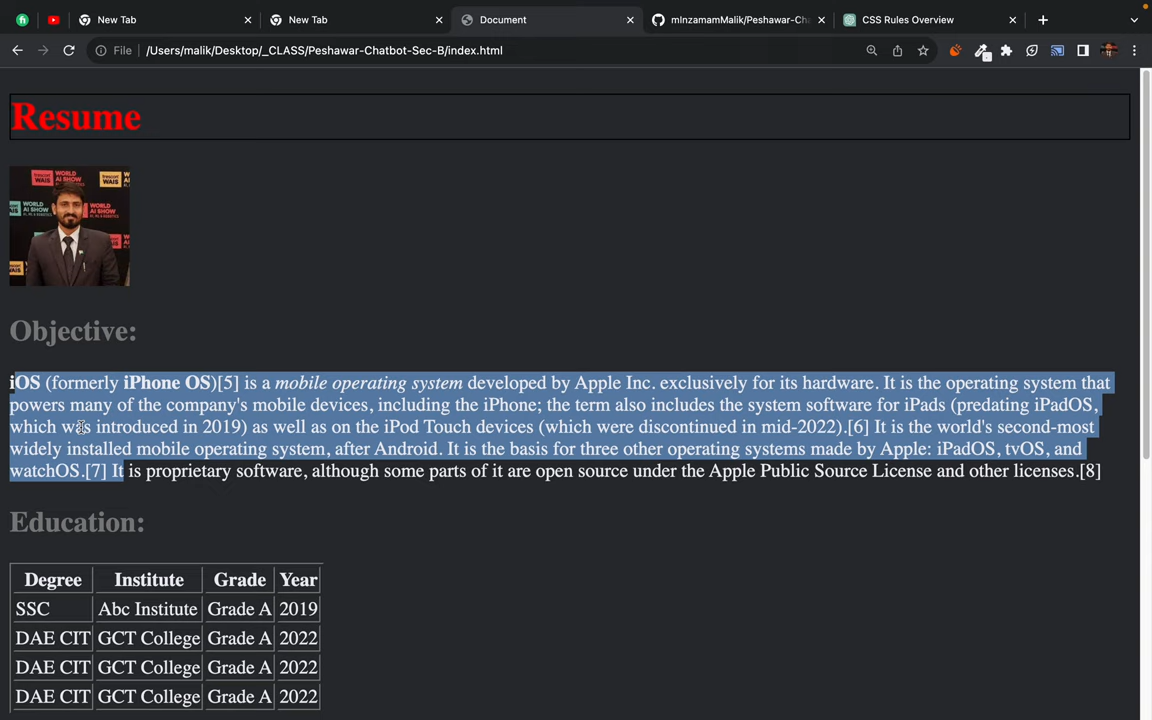 New Tab
New Tab
Document
mInzamamMalik/Peshawar-Cha
CSS Rules Overview
File
/Users/malik/Desktop/_CLASS/Peshawar-Chatbot-Sec-B/index.html
Resume
WORLD AI SHOW
WAIS
WORLD AI SHOW
Objective:
iOS (formerly iPhone OS)[5] is a mobile operating system developed by Apple Inc. exclusively for its hardware. It is the operating system that
powers many of the company's mobile devices, including the iPhone; the term also includes the system software for iPads (predating iPadOS,
which was introduced in 2019) as well as on the iPod Touch devices (which were discontinued in mid-2022).[6] It is the world's second-most
widely installed mobile operating system, after Android. It is the basis for three other operating systems made by Apple: iPadOS, tvOS, and
watchOS.[7] It is proprietary software, although some parts of it are open source under the Apple Public Source License and other licenses.[8]
Education:
Degree Institute Grade Year
SSC Abc Institute Grade A 2019
DAE CIT GCT College Grade A 2022
DAE CIT GCT College Grade A 2022
DAE CIT GCT College Grade A 2022